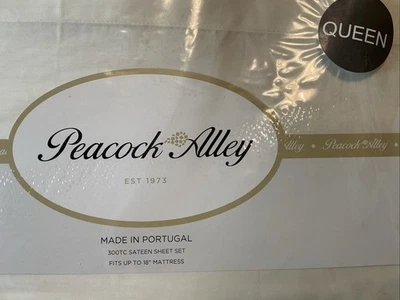 QUEEN
Peacock Alley
EST 1973
Alley • Peacock Alley •
MADE IN PORTUGAL
300TC SATEEN SHEET SET
FITS UP TO 18" MATTRESS